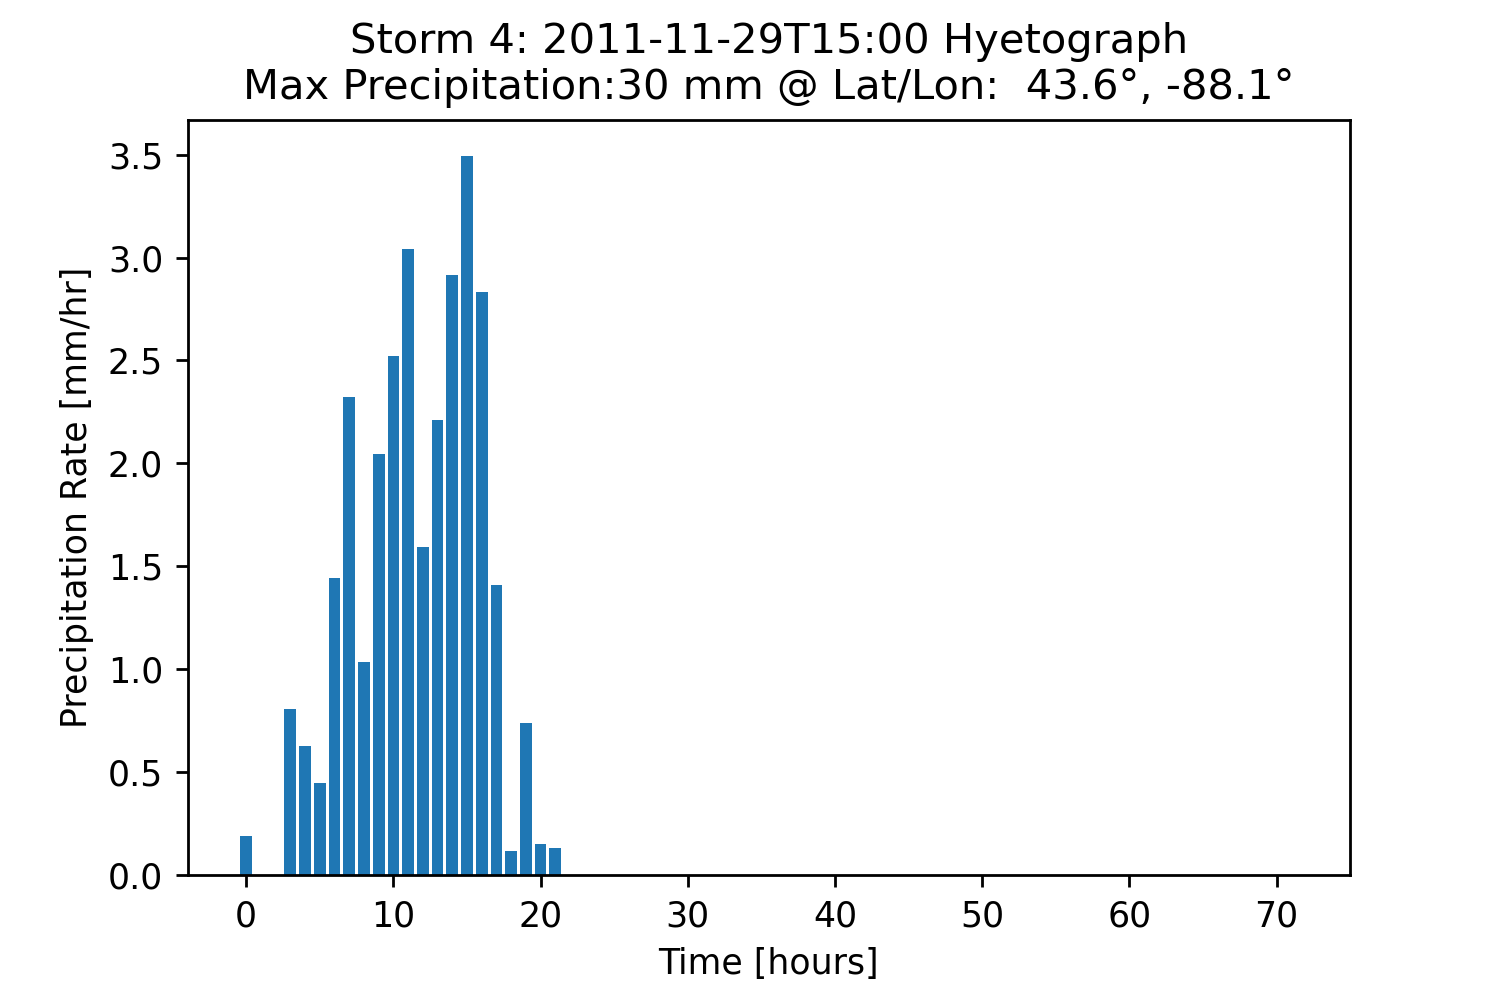 Storm 4: 2011-11-29T15:00 Hyetograph
Max Precipitation:30 mm @ Lat/Lon:  43.6°, -88.1°
Precipitation Rate [mm/hr]
3.5
3.0
2.5
2.0
1.5
1.0
0.5
0.0
0 10 20 30 40 50 60 70
Time [hours]